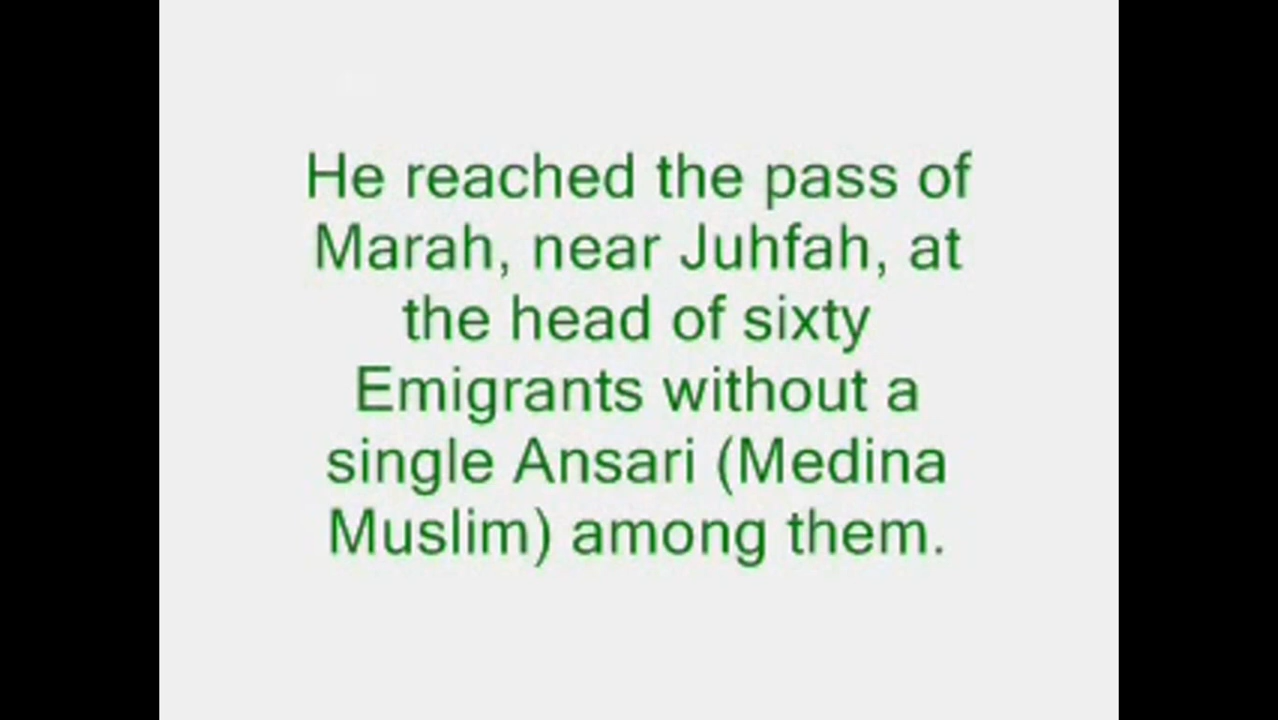 He reached the pass of
Marah, near Juhfah, at
the head of sixty
Emigrants without a
single Ansari (Medina
Muslim) among them.